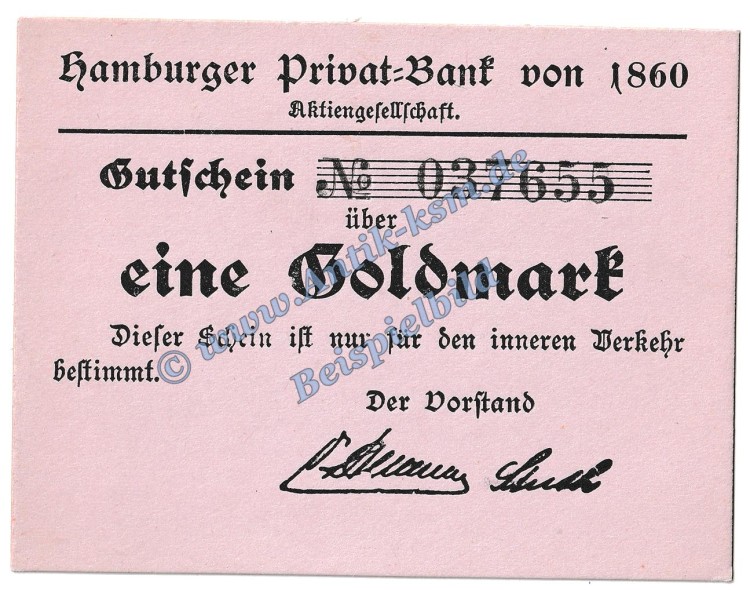 Hamburger Privat=Bank von 1860
Aktiengesellschaft.
Gutschein № 037655
über
eine Goldmark
Dieser Schein ist nur für den inneren Verkehr
bestimmt.
Der Vorstand
© www.Antik-ksm.de
Beispielbild